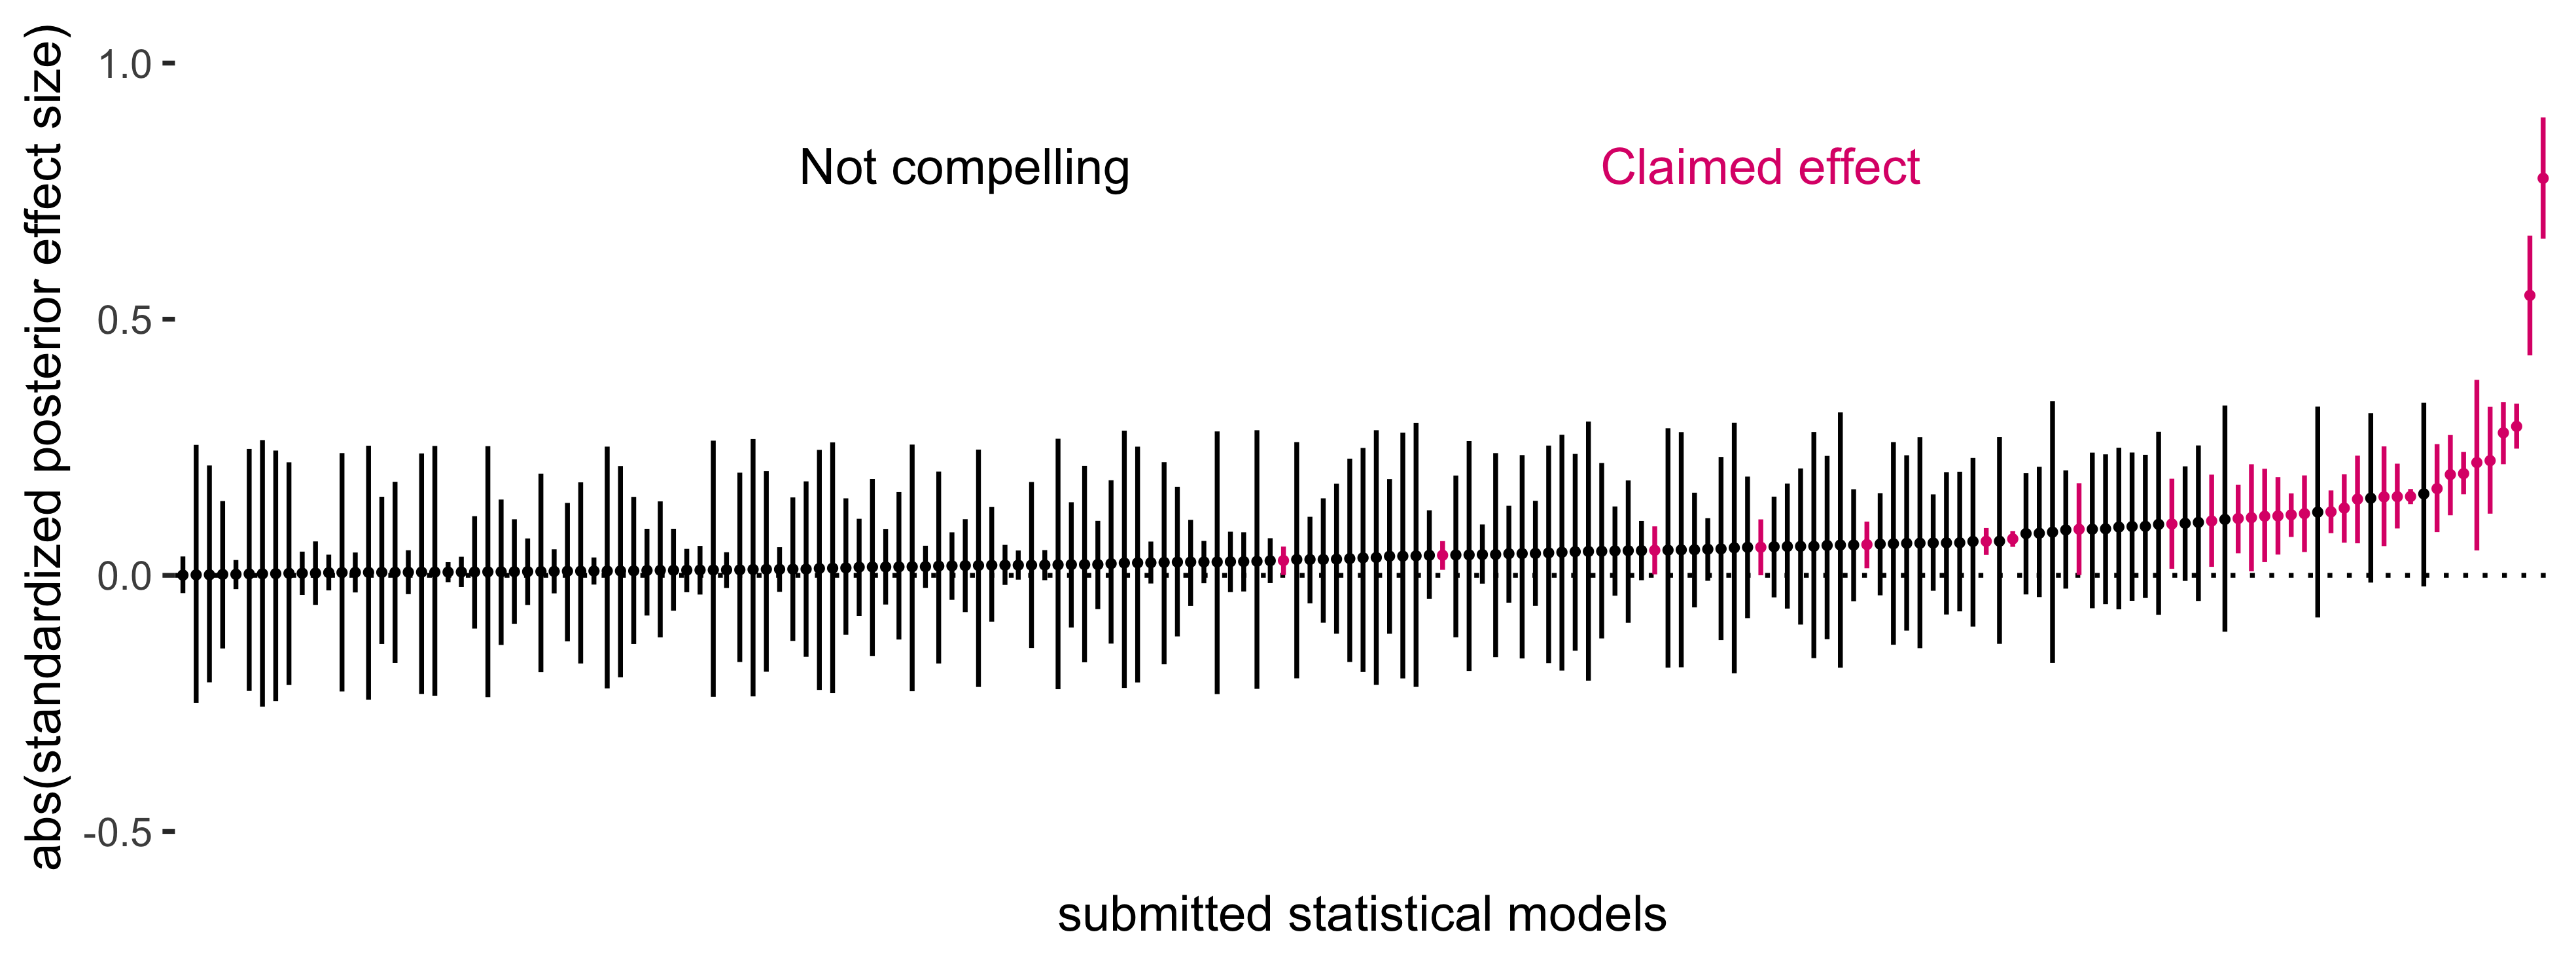 abs(standardized posterior effect size)
1.0
0.5
0.0
-0.5
Not compelling
Claimed effect
submitted statistical models